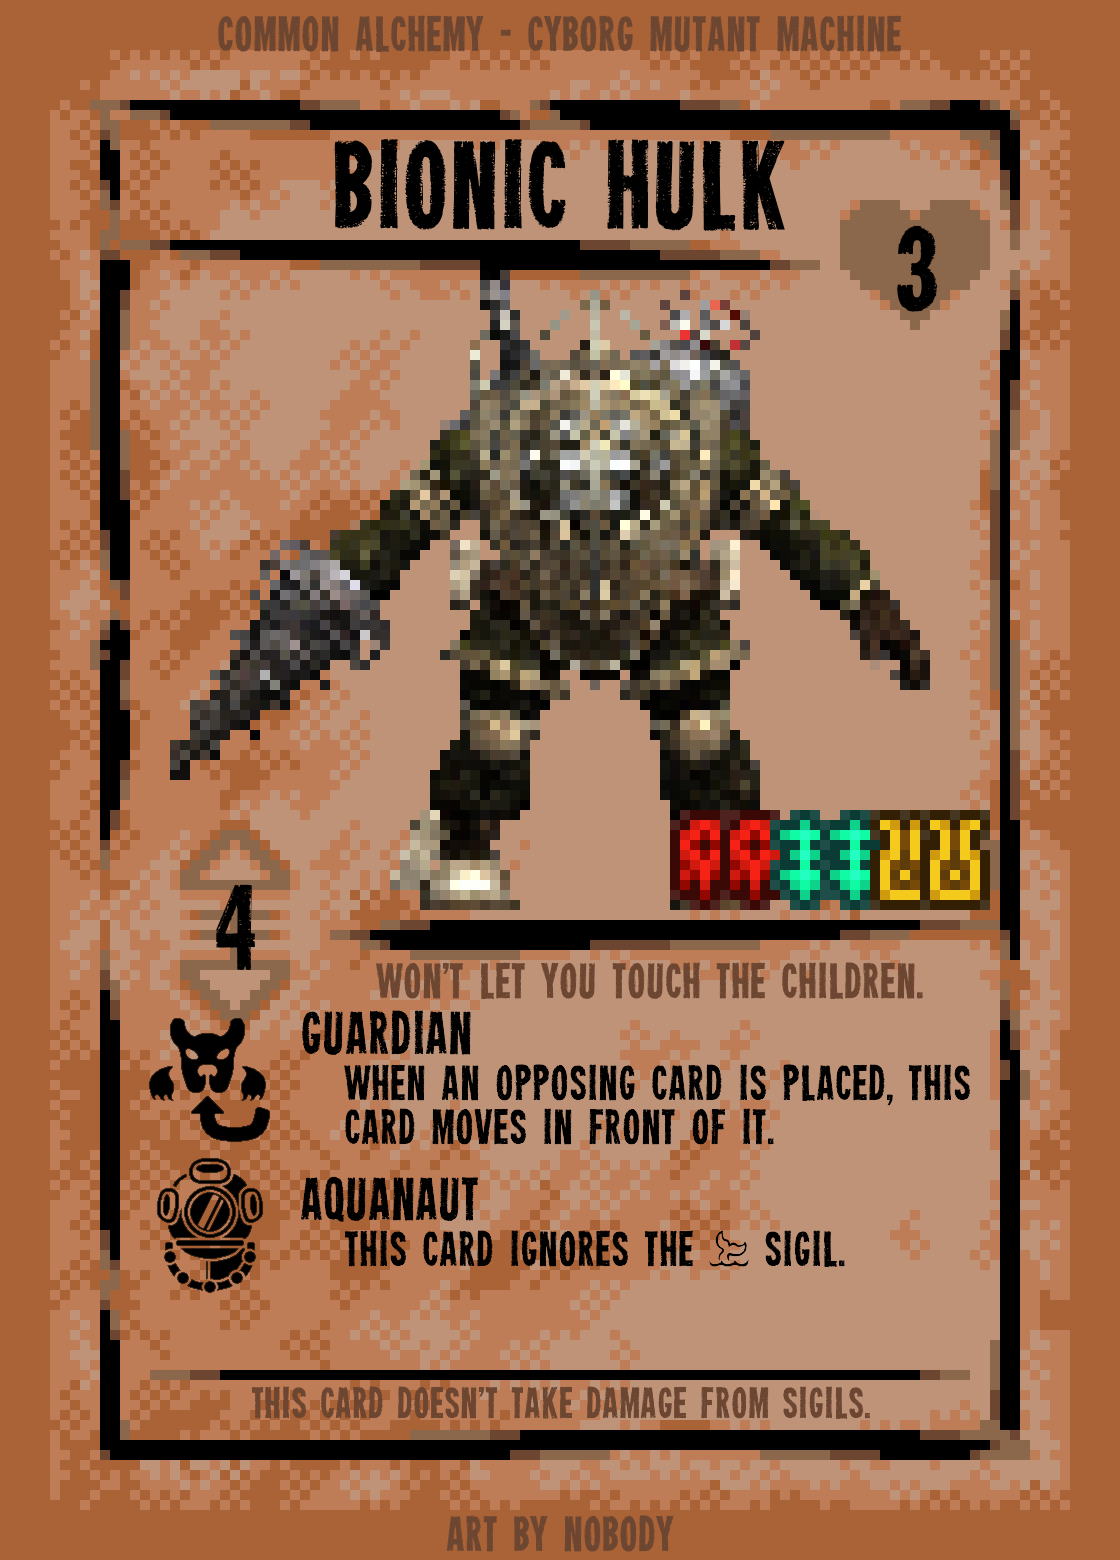 COMMON ALCHEMY - CYBORG MUTANT MACHINE
BIONIC HULK
3
4
WON'T LET YOU TOUCH THE CHILDREN.
GUARDIAN
WHEN AN OPPOSING CARD IS PLACED, THIS
CARD MOVES IN FRONT OF IT.
AQUANAUT
THIS CARD IGNORES THE SIGIL.
THIS CARD DOESN'T TAKE DAMAGE FROM SIGILS.
ART BY NOBODY